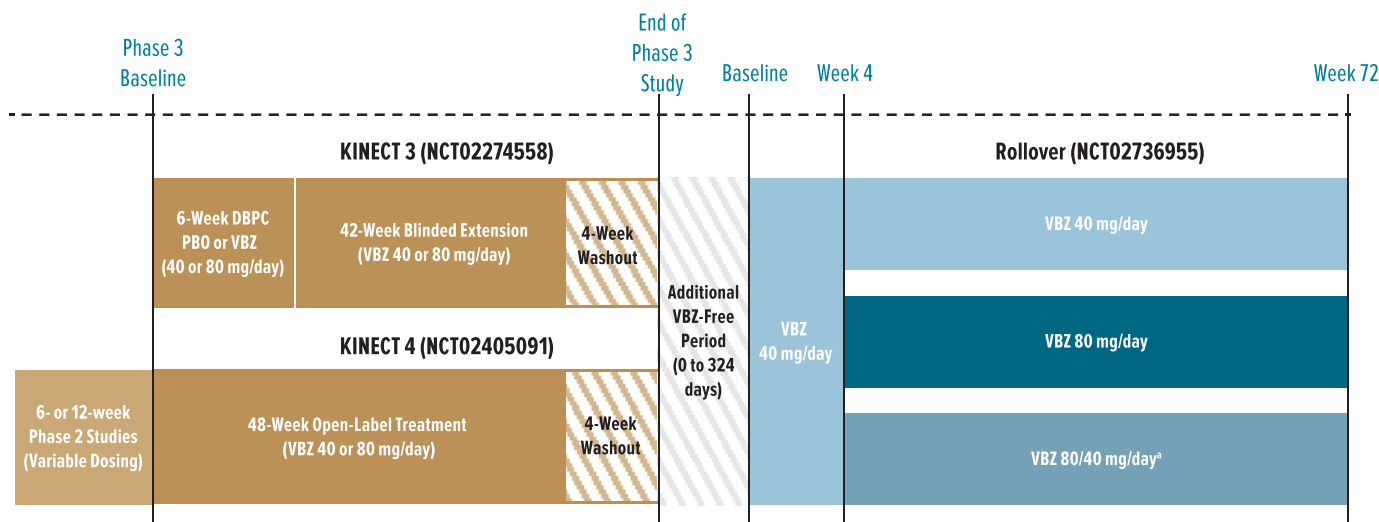 Phase 3
Baseline
End of
Phase 3
Study
Baseline
Week 4
Week 72
KINECT 3 (NCT02274558)
Rollover (NCT02736955)
6-Week DBPC
PBO or VBZ
(40 or 80 mg/day)
42-Week Blinded Extension
(VBZ 40 or 80 mg/day)
4-Week
Washout
KINECT 4 (NCT02405091)
6- or 12-week
Phase 2 Studies
(Variable Dosing)
48-Week Open-Label Treatment
(VBZ 40 or 80 mg/day)
4-Week
Washout
Additional
VBZ-Free
Period
(0 to 324
days)
VBZ
40 mg/day
VBZ 40 mg/day
VBZ 80 mg/day
VBZ 80/40 mg/dayᵃ